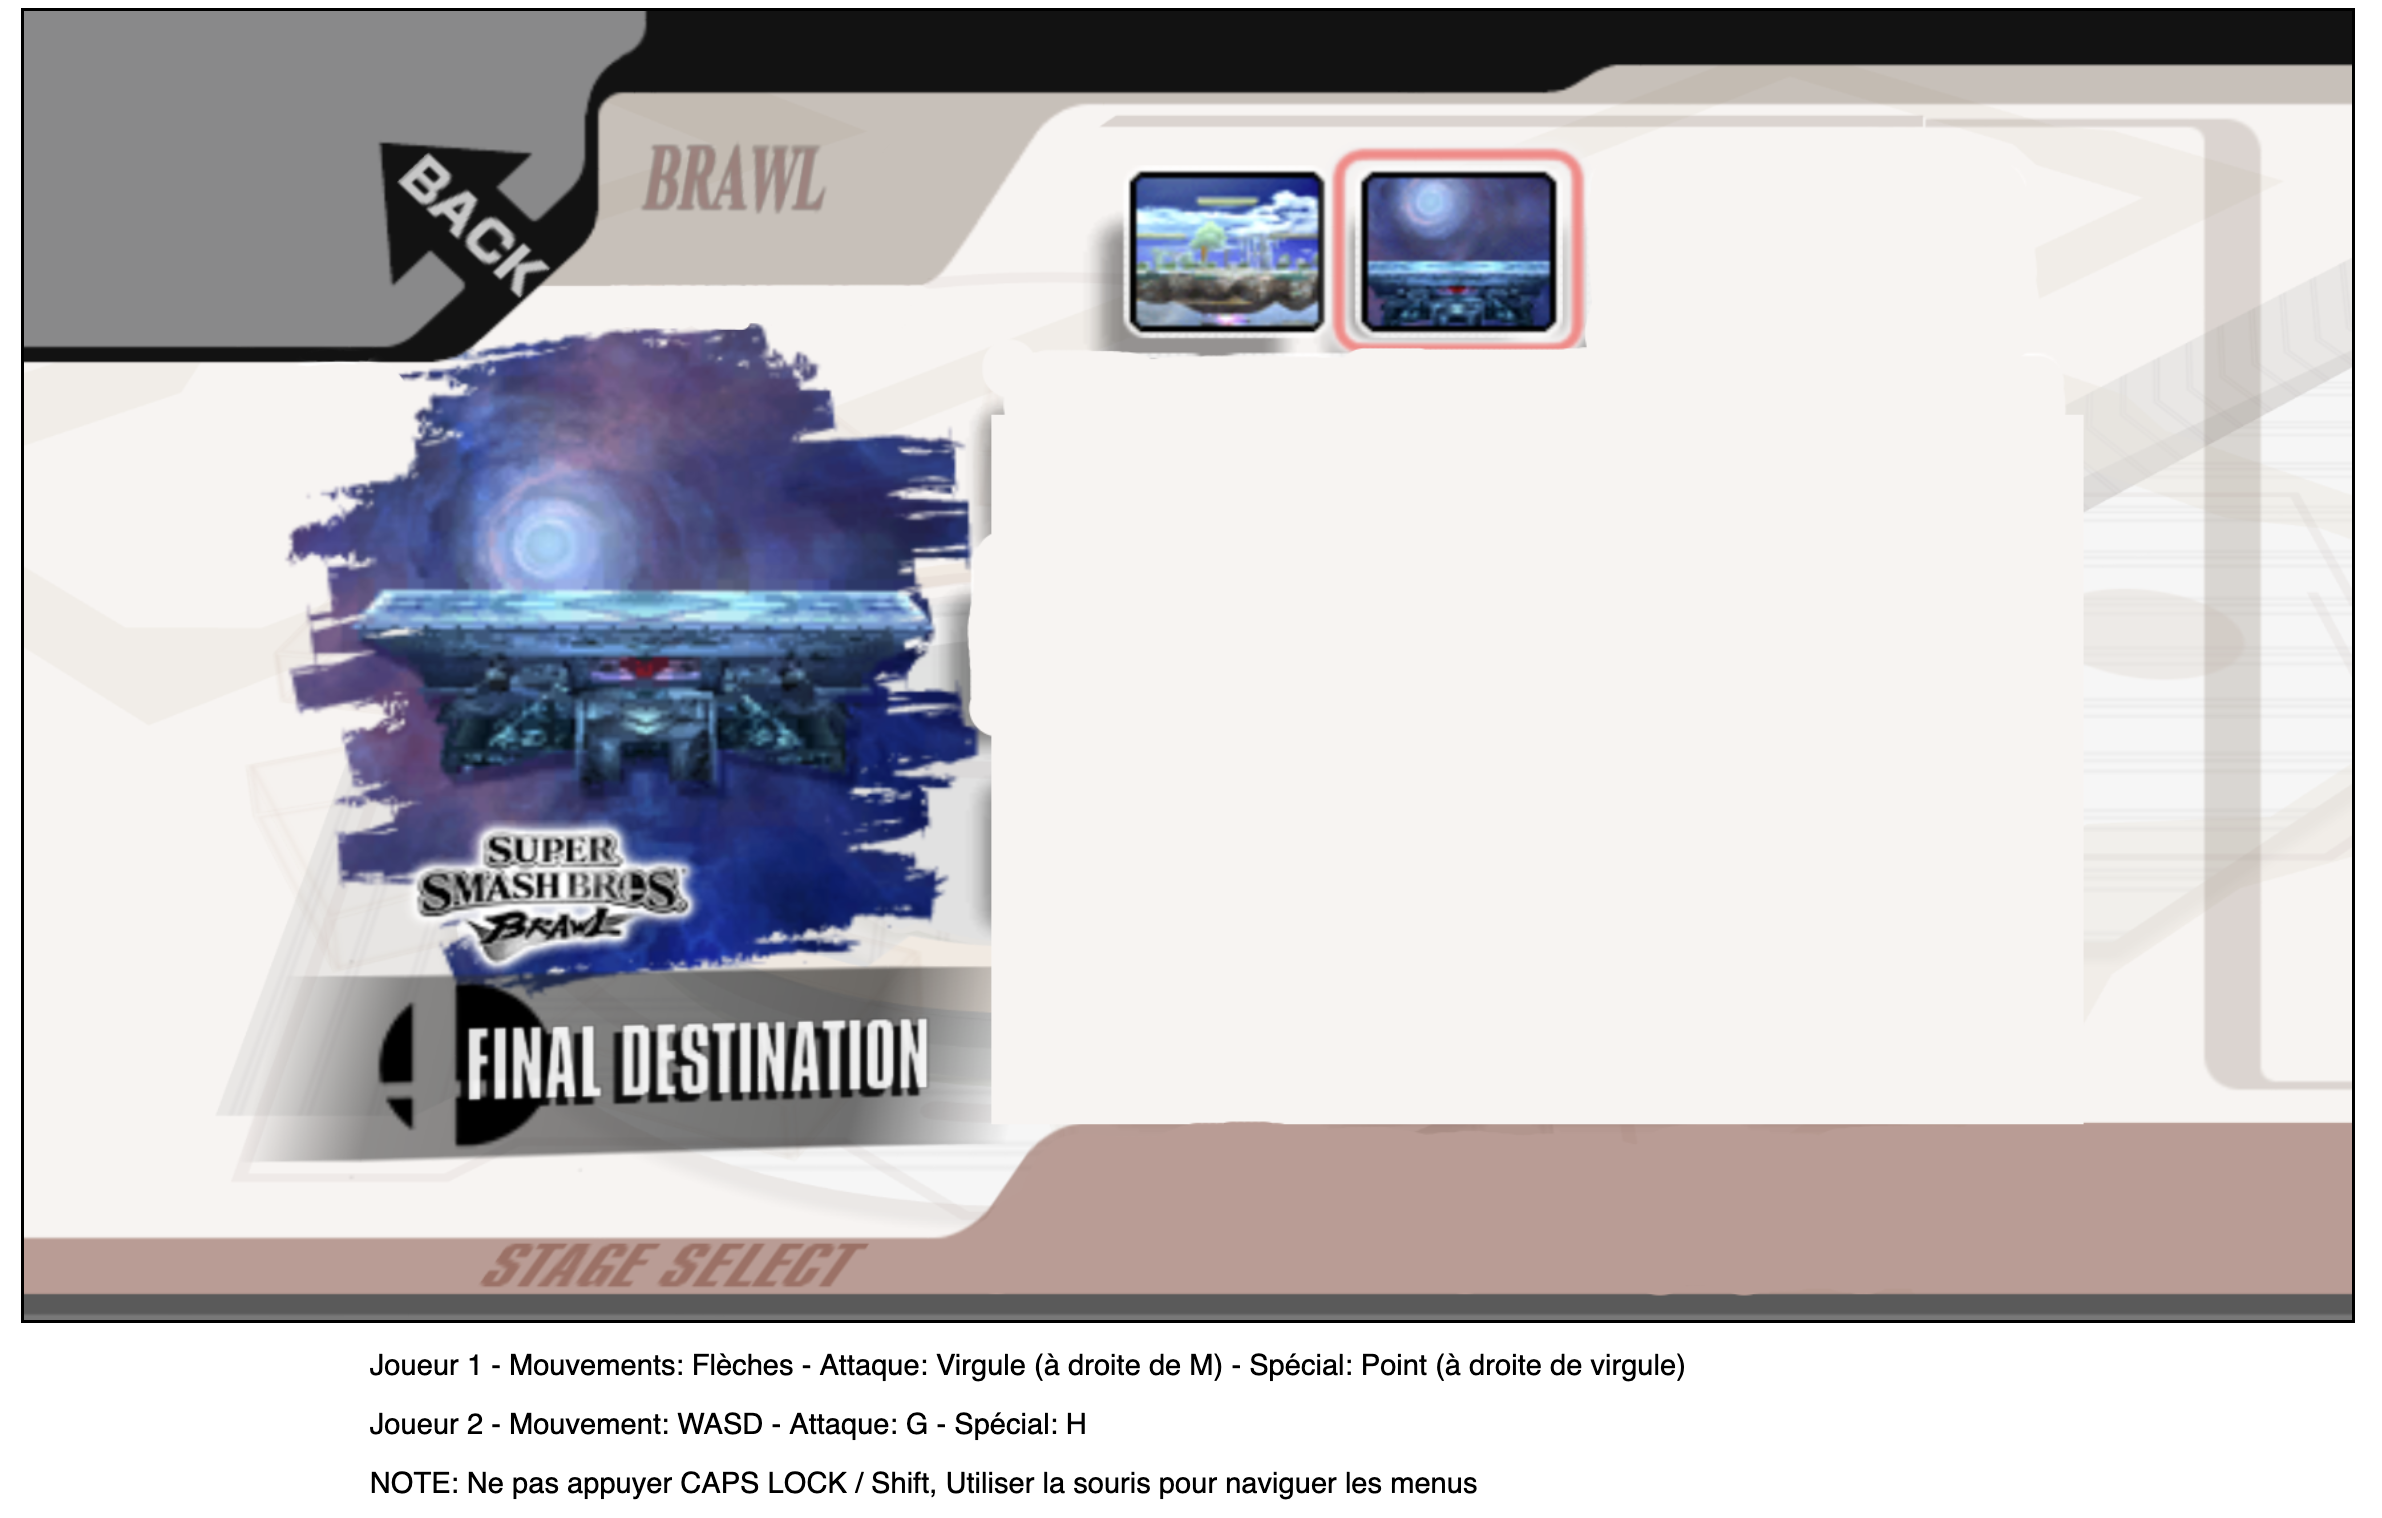 BACK
BRAWL
SUPER
SMASH BROS.
BRAWL
FINAL DESTINATION
STAGE SELECT
Joueur 1 - Mouvements: Flèches - Attaque: Virgule (à droite de M) - Spécial: Point (à droite de virgule)
Joueur 2 - Mouvement: WASD - Attaque: G - Spécial: H
NOTE: Ne pas appuyer CAPS LOCK / Shift, Utiliser la souris pour naviguer les menus